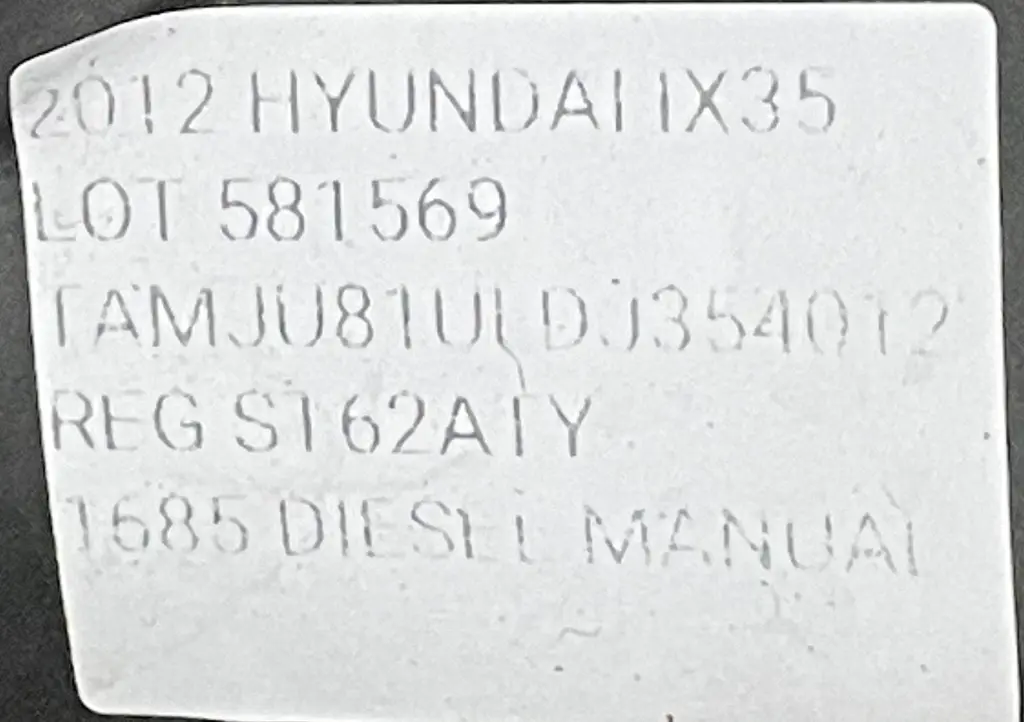 2012 HYUNDAI IX35
LOT 581569
TAMJU81ULDJ354012
REG ST62ATY
1685 DIESEL MANUAL